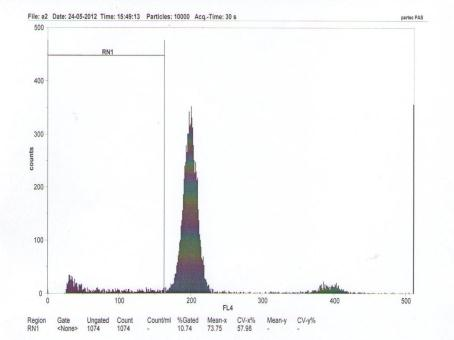 File: e2 Date: 24-05-2012 Time: 15:49:13 Particles: 10000 Acq.-Time: 30 s
partec PAS
500
RN1
400
300
counts
200
100
0
0 100 200 300 400 500
FL4
Region Gate Ungated Count Count/ml %Gated Mean-x CV-x% Mean-y CV-y%
RN1 <None> 1074 1074 - 10.74 73.75 57.98 - -